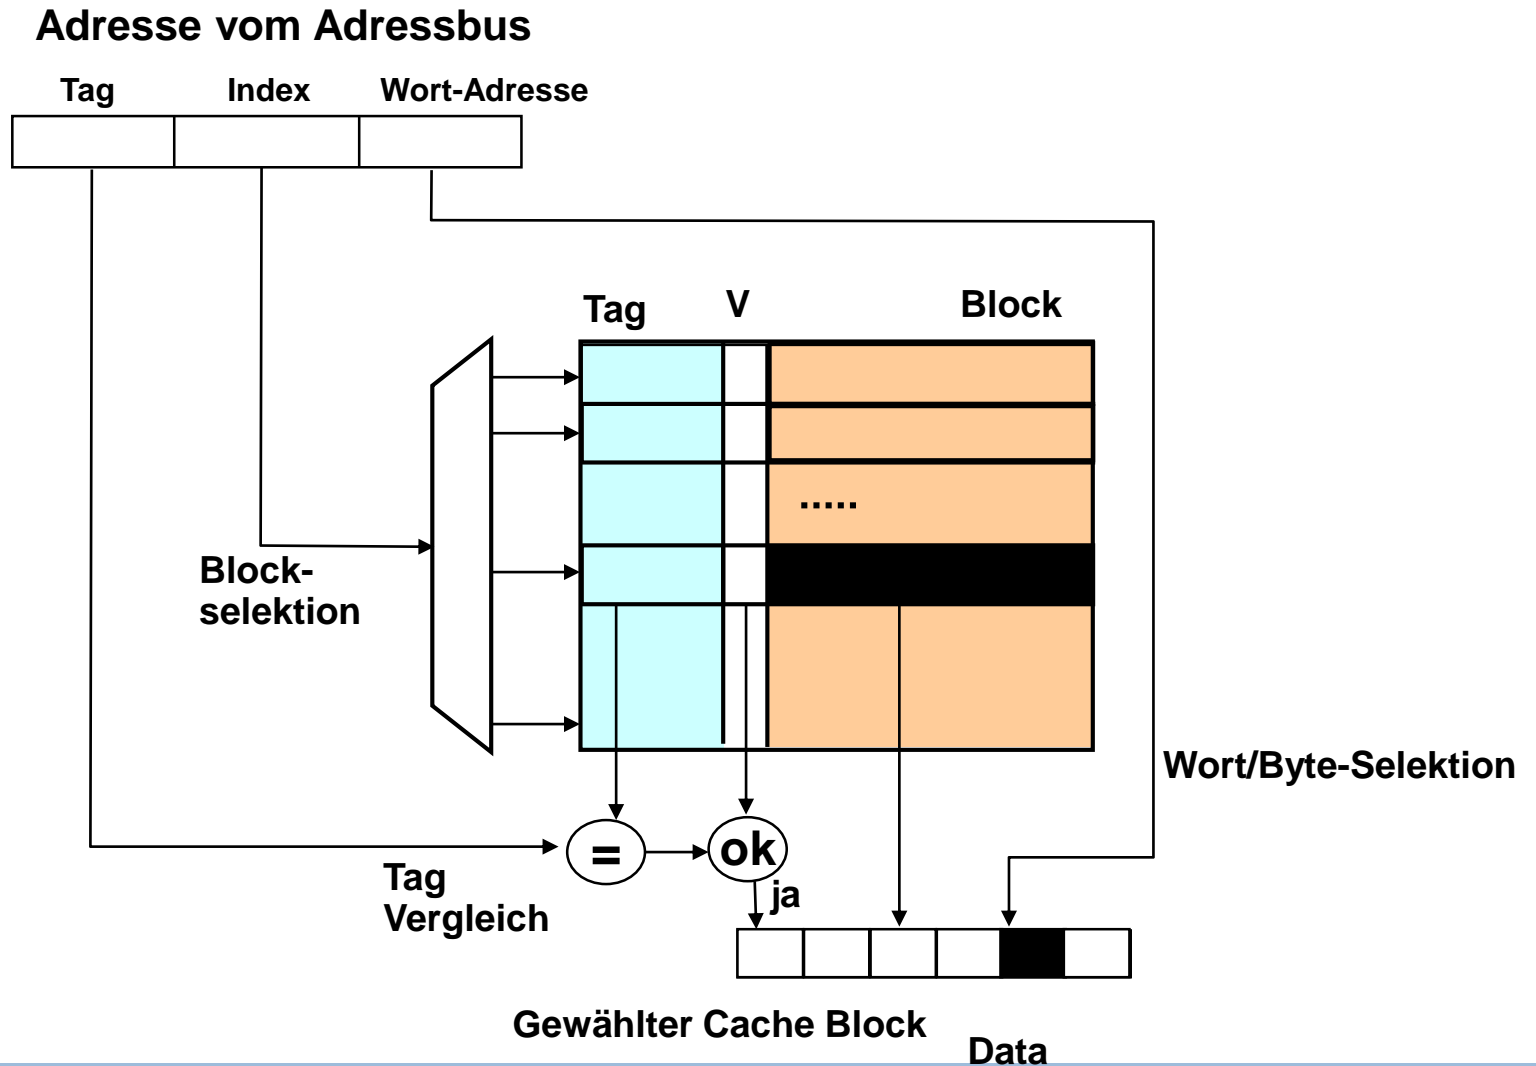 Adresse vom Adressbus
Tag Index Wort-Adresse
Tag V Block
.....
Block-
selektion
Wort/Byte-Selektion
= ok
ja
Tag
Vergleich
Gewählter Cache Block
Data